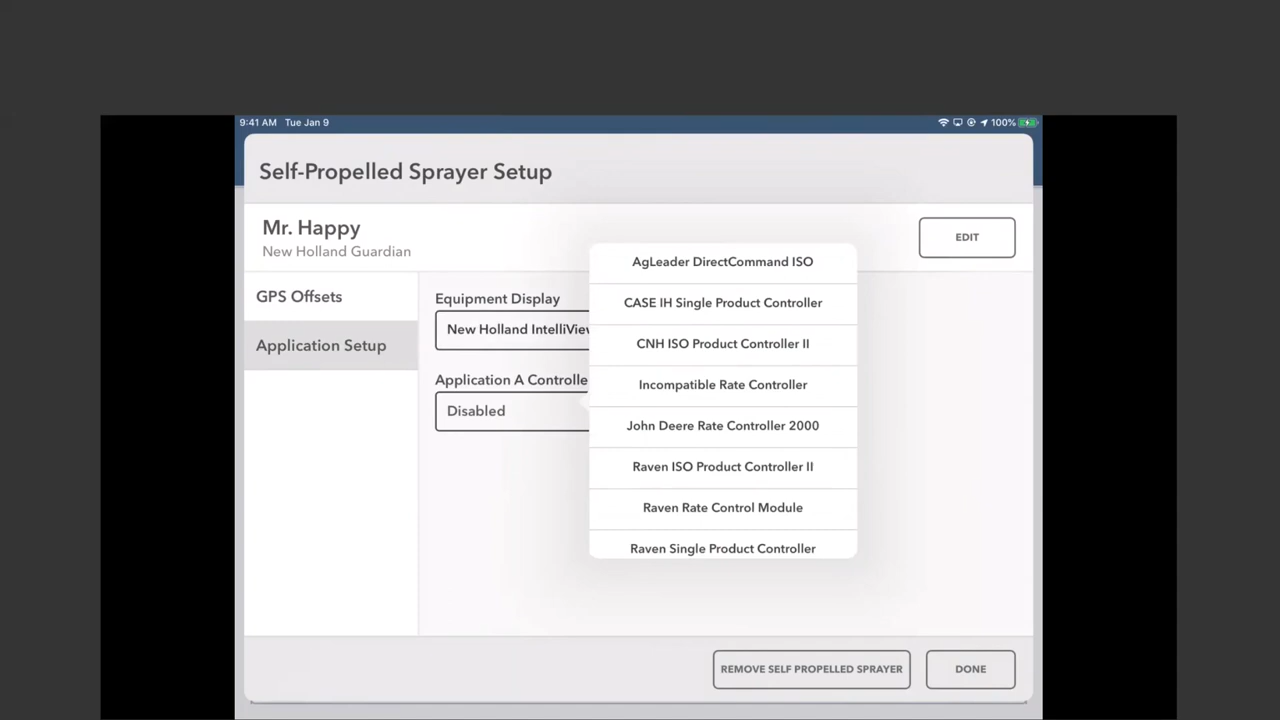 9:41 AM Tue Jan 9
100%
Self-Propelled Sprayer Setup
Mr. Happy
New Holland Guardian
EDIT
GPS Offsets
Application Setup
Equipment Display
New Holland IntelliView
Application A Controlle
Disabled
AgLeader DirectCommand ISO
CASE IH Single Product Controller
CNH ISO Product Controller II
Incompatible Rate Controller
John Deere Rate Controller 2000
Raven ISO Product Controller II
Raven Rate Control Module
Raven Single Product Controller
REMOVE SELF PROPELLED SPRAYER
DONE